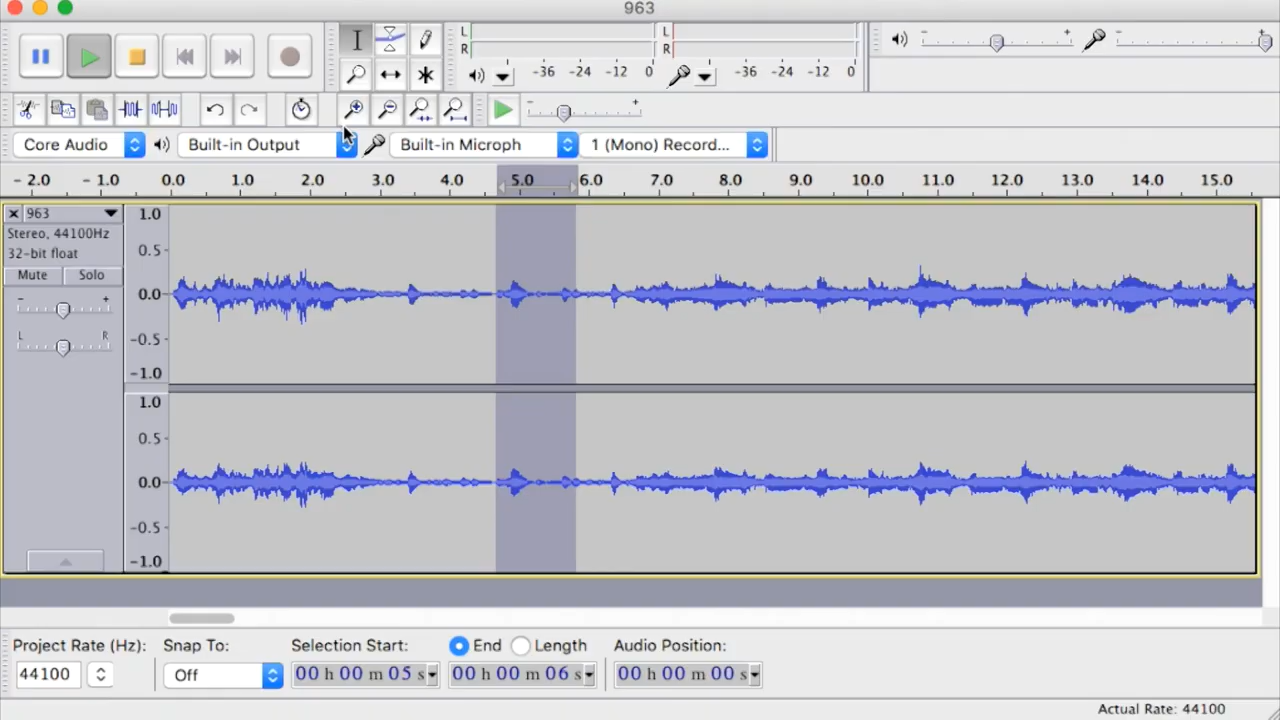 963
L
R
-36 -24 -12 0
L
R
-36 -24 -12 0
- +
- +
- +
Core Audio
Built-in Output
Built-in Microph
1 (Mono) Record...
- 2.0 - 1.0 0.0 1.0 2.0 3.0 4.0 5.0 6.0 7.0 8.0 9.0 10.0 11.0 12.0 13.0 14.0 15.0
963
Stereo, 44100Hz
32-bit float
Mute Solo
- +
L R
1.0
0.5
0.0
-0.5
-1.0
1.0
0.5
0.0
-0.5
-1.0
Project Rate (Hz): Snap To: Selection Start: End Length Audio Position:
44100 Off 00 h 00 m 05 s 00 h 00 m 06 s 00 h 00 m 00 s
Actual Rate: 44100